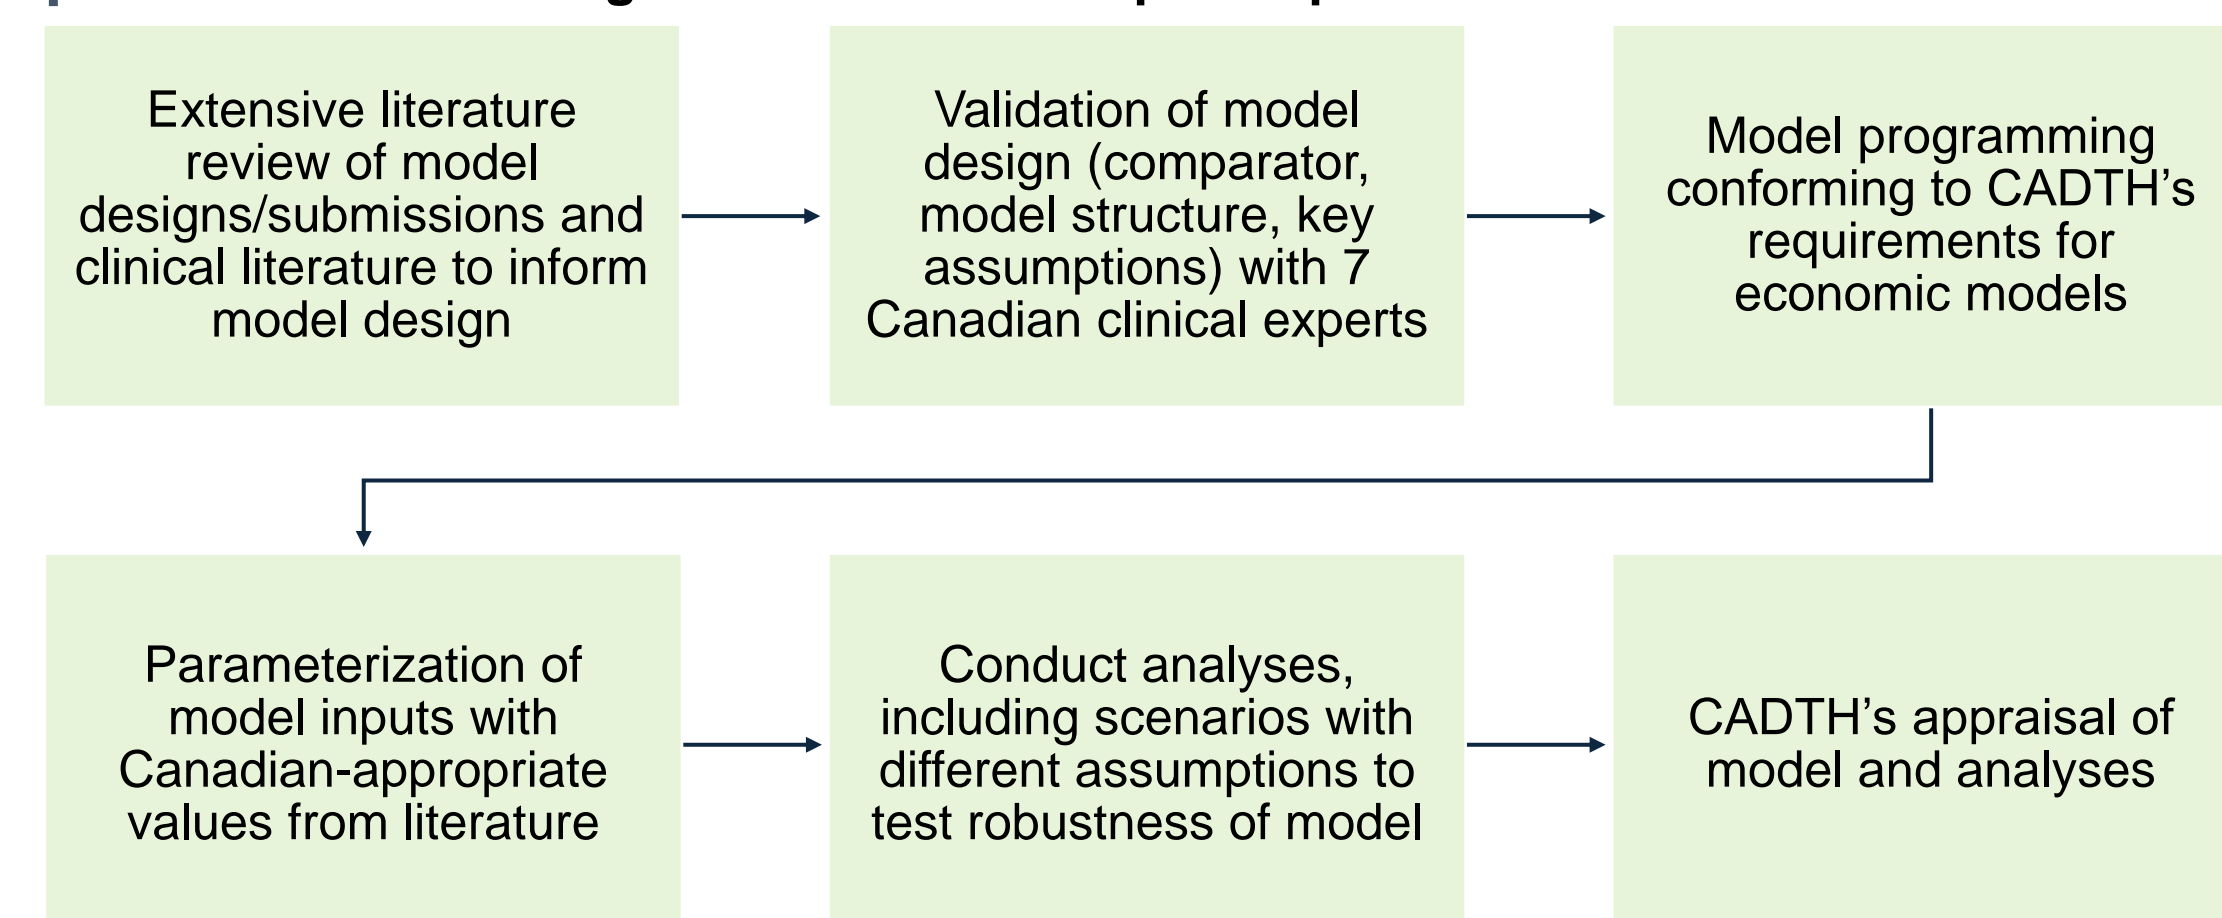 Extensive literature
review of model
designs/submissions and
clinical literature to inform
model design
Validation of model
design (comparator,
model structure, key
assumptions) with 7
Canadian clinical experts
Model programming
conforming to CADTH’s
requirements for
economic models
Parameterization of
model inputs with
Canadian-appropriate
values from literature
Conduct analyses,
including scenarios with
different assumptions to
test robustness of model
CADTH’s appraisal of
model and analyses